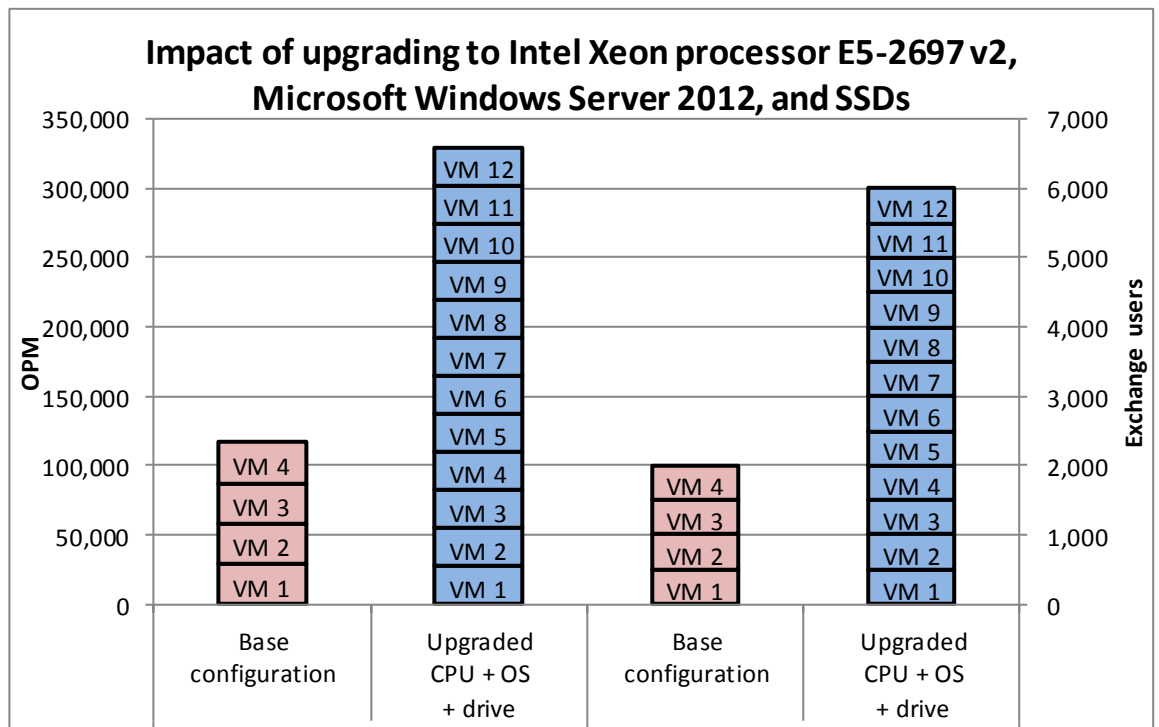 Impact of upgrading to Intel Xeon processor E5-2697 v2,
Microsoft Windows Server 2012, and SSDs
350,000
300,000
250,000
200,000
150,000
100,000
50,000
0
OPM
VM 4
VM 3
VM 2
VM 1
VM 12
VM 11
VM 10
VM 9
VM 8
VM 7
VM 6
VM 5
VM 4
VM 3
VM 2
VM 1
VM 4
VM 3
VM 2
VM 1
VM 12
VM 11
VM 10
VM 9
VM 8
VM 7
VM 6
VM 5
VM 4
VM 3
VM 2
VM 1
7,000
6,000
5,000
4,000
3,000
2,000
1,000
0
Exchange users
Base
configuration
Upgraded
CPU + OS
+ drive
Base
configuration
Upgraded
CPU + OS
+ drive